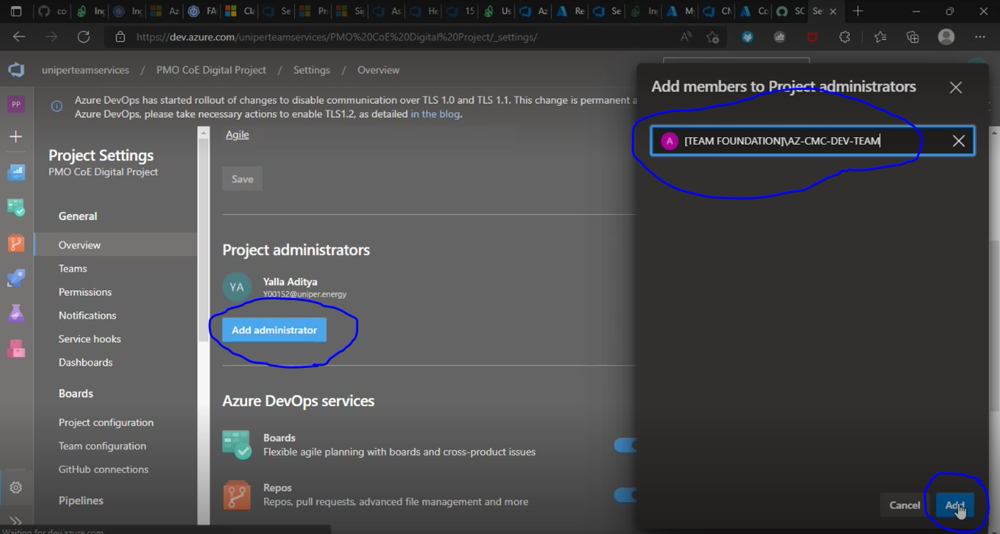 co
Ing
Inc
Az
FA
Cla
Se
Pr
Sig
As
He
15
Us
Az
Re
Se
Ing
My
CM
Co
SC
Se
https://dev.azure.com/uniperteamservices/PMO%20CoE%20Digital%20Project/_settings/
uniperteamservices / PMO CoE Digital Project / Settings / Overview
PP
Azure DevOps has started rollout of changes to disable communication over TLS 1.0 and TLS 1.1. This change is permanent a
Azure DevOps, please take necessary actions to enable TLS1.2, as detailed in the blog.
Project Settings
PMO CoE Digital Project
General
Overview
Teams
Permissions
Notifications
Service hooks
Dashboards
Boards
Project configuration
Team configuration
GitHub connections
Pipelines
Agile
Save
Project administrators
YA
Yalla Aditya
Y00152@uniper.energy
Add administrator
Azure DevOps services
Boards
Flexible agile planning with boards and cross-product issues
Repos
Repos, pull requests, advanced file management and more
Add members to Project administrators
A [TEAM FOUNDATION]\AZ-CMC-DEV-TEAM
Cancel
Add
Waiting for dev.azure.com